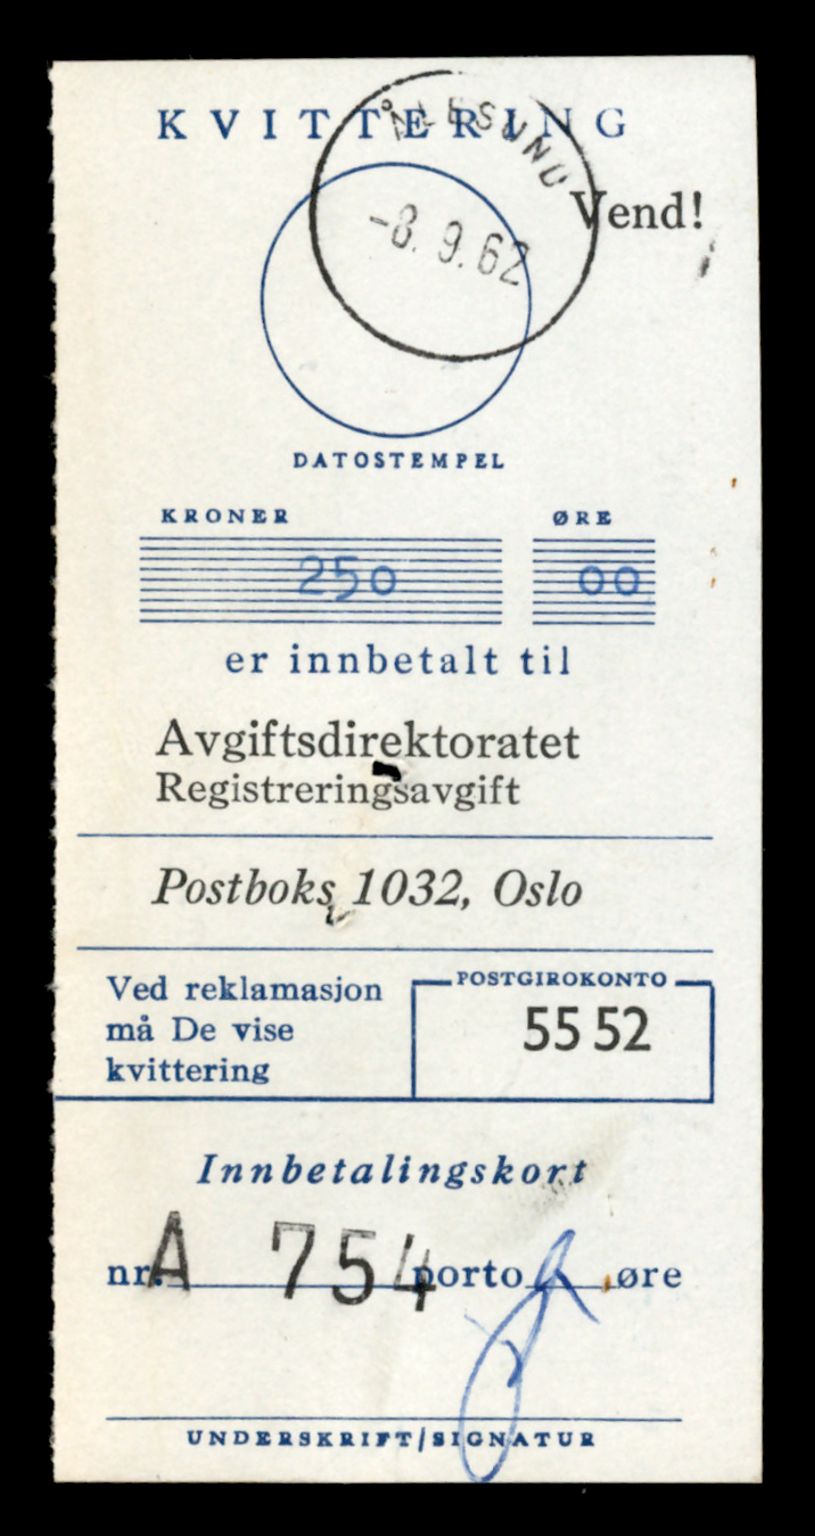 KVITTERING
ÅLESUND
Vend!
-8. 9. 62
DATOSTEMPEL
KRONER ØRE
250 00
er innbetalt til
Avgiftsdirektoratet
Registreringsavgift
Postboks 1032, Oslo
Ved reklamasjon
må De vise
kvittering
POSTGIROKONTO
55 52
Innbetalingskort
nr. A 754 porto øre
UNDERSKRIFT/SIGNATUR